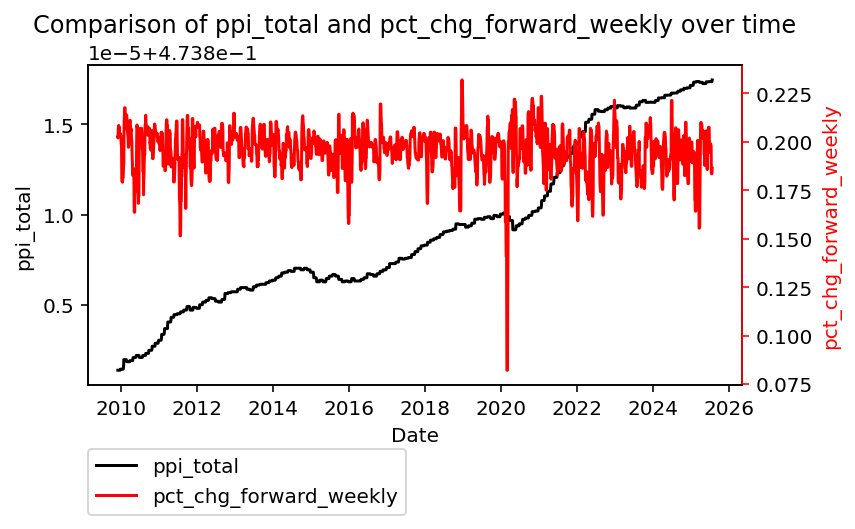 Comparison of ppi_total and pct_chg_forward_weekly over time
1e−5+4.738e−1
1.5
1.0
0.5
ppi_total
0.225
0.200
0.175
0.150
0.125
0.100
0.075
pct_chg_forward_weekly
2010 2012 2014 2016 2018 2020 2022 2024 2026
Date
ppi_total
pct_chg_forward_weekly